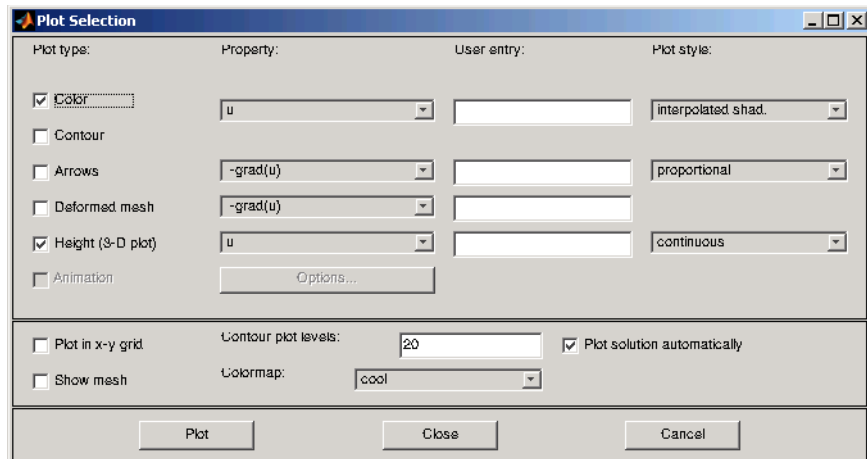 Plot Selection
Plot type: Property: User entry: Plot style:
Color u interpolated shad.
Contour
Arrows -grad(u) proportional
Deformed mesh -grad(u)
Height (3-D plot) u continuous
Animation Options...
Plot in x-y grid Contour plot levels: 20 Plot solution automatically
Show mesh Colormap: cool
Plot Close Cancel